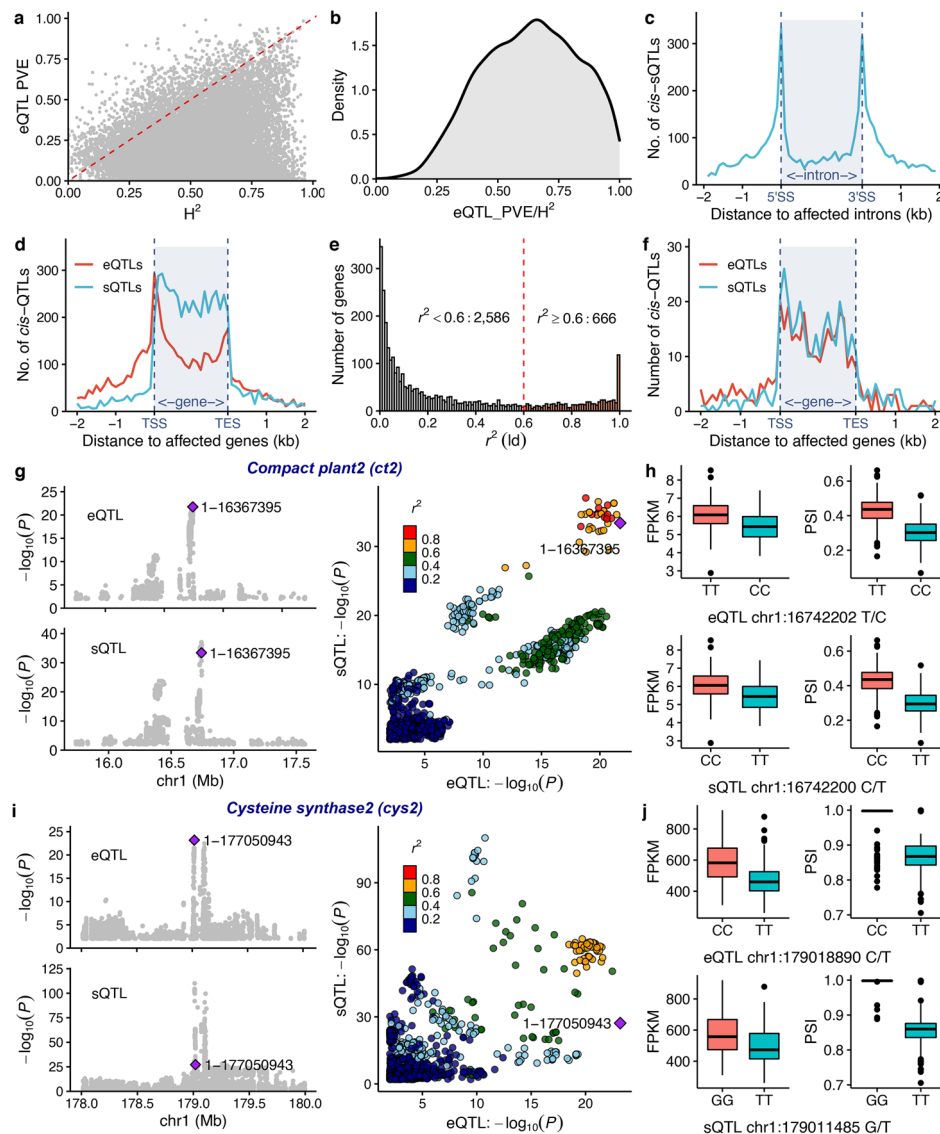 a
1.00
0.75
0.50
0.25
0.00
eQTL PVE
0.00 0.25 0.50 0.75 1.00
H²
b
1.5
1.0
0.5
0.0
Density
0.00 0.25 0.50 0.75 1.00
eQTL_PVE/H²
c
300
200
100
0
No. of cis−sQTLs
<−intron−>
−2 −1 5'SS 3'SS 1 2
Distance to affected introns (kb)
d
eQTLs
sQTLs
300
200
100
0
No. of cis−QTLs
<−gene−>
−2 −1 TSS TES 1 2
Distance to affected genes (kb)
e
300
200
100
0
Number of genes
r² < 0.6 : 2,586
r² ≥ 0.6 : 666
0.0 0.2 0.4 0.6 0.8 1.0
r² (ld)
f
eQTLs
sQTLs
30
20
10
0
Number of cis−QTLs
<−gene−>
−2 −1 TSS TES 1 2
Distance to affected genes (kb)
g
Compact plant2 (ct2)
25
20
15
10
5
0
−log10(P)
eQTL
1−16367395
40
30
20
10
0
−log10(P)
sQTL
1−16367395
16.0 16.5 17.0 17.5
chr1 (Mb)
r²
0.8
0.6
0.4
0.2
30
20
10
sQTL: −log10(P)
1−16367395
5 10 15 20
eQTL: −log10(P)
h
8
7
6
5
4
3
FPKM
TT CC
0.6
0.4
0.2
PSI
TT CC
eQTL chr1:16742202 T/C
8
7
6
5
4
3
FPKM
CC TT
0.6
0.4
0.2
PSI
CC TT
sQTL chr1:16742200 C/T
i
Cysteine synthase2 (cys2)
25
20
15
10
5
0
−log10(P)
eQTL
1−177050943
125
100
75
50
25
0
−log10(P)
sQTL
1−177050943
178.0 178.5 179.0 179.5 180.0
chr1 (Mb)
r²
0.8
0.6
0.4
0.2
90
60
30
0
sQTL: −log10(P)
1−177050943
5 10 15 20
eQTL: −log10(P)
j
800
600
400
FPKM
CC TT
1.0
0.9
0.8
0.7
PSI
CC TT
eQTL chr1:179018890 C/T
800
600
400
FPKM
GG TT
1.0
0.9
0.8
0.7
PSI
GG TT
sQTL chr1:179011485 G/T